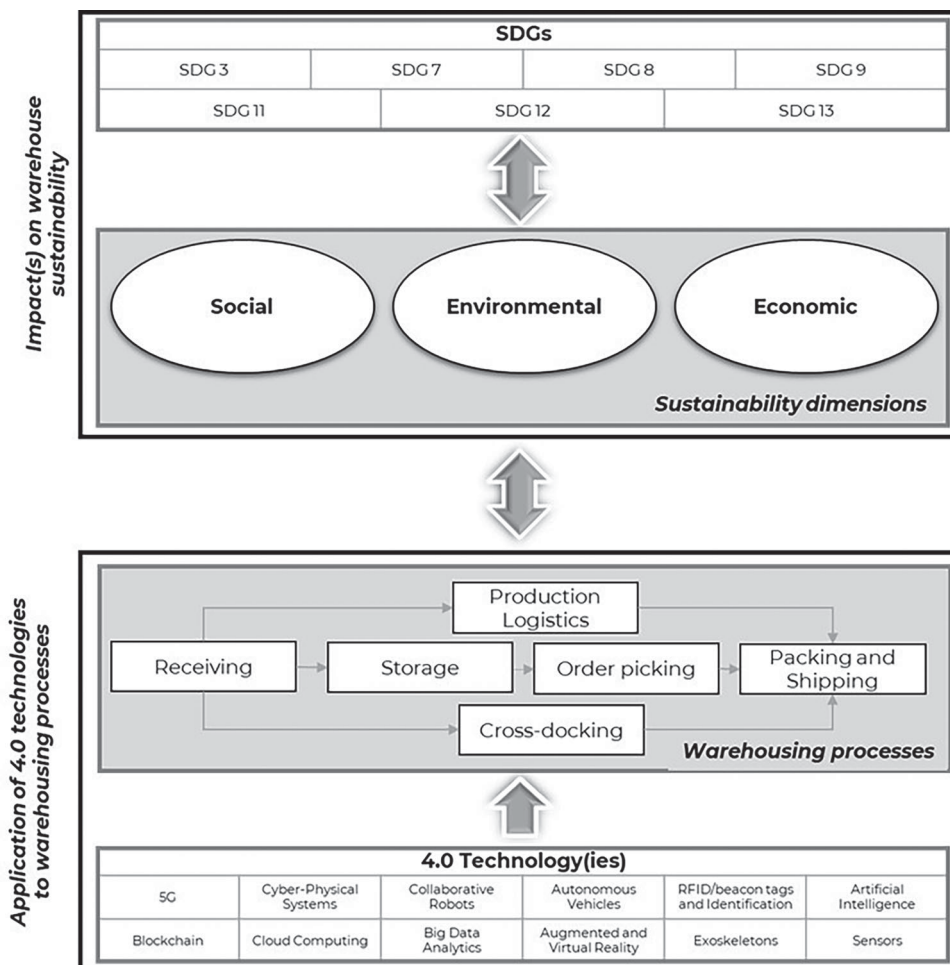 Impact(s) on warehouse
sustainability
SDGs
SDG 3
SDG 7
SDG 8
SDG 9
SDG 11
SDG 12
SDG 13
Social
Environmental
Economic
Sustainability dimensions
Application of 4.0 technologies
to warehousing processes
Production
Logistics
Receiving
Storage
Order picking
Packing and
Shipping
Cross-docking
Warehousing processes
4.0 Technology(ies)
5G
Cyber-Physical
Systems
Collaborative
Robots
Autonomous
Vehicles
RFID/beacon tags
and Identification
Artificial
Intelligence
Blockchain
Cloud Computing
Big Data
Analytics
Augmented and
Virtual Reality
Exoskeletons
Sensors